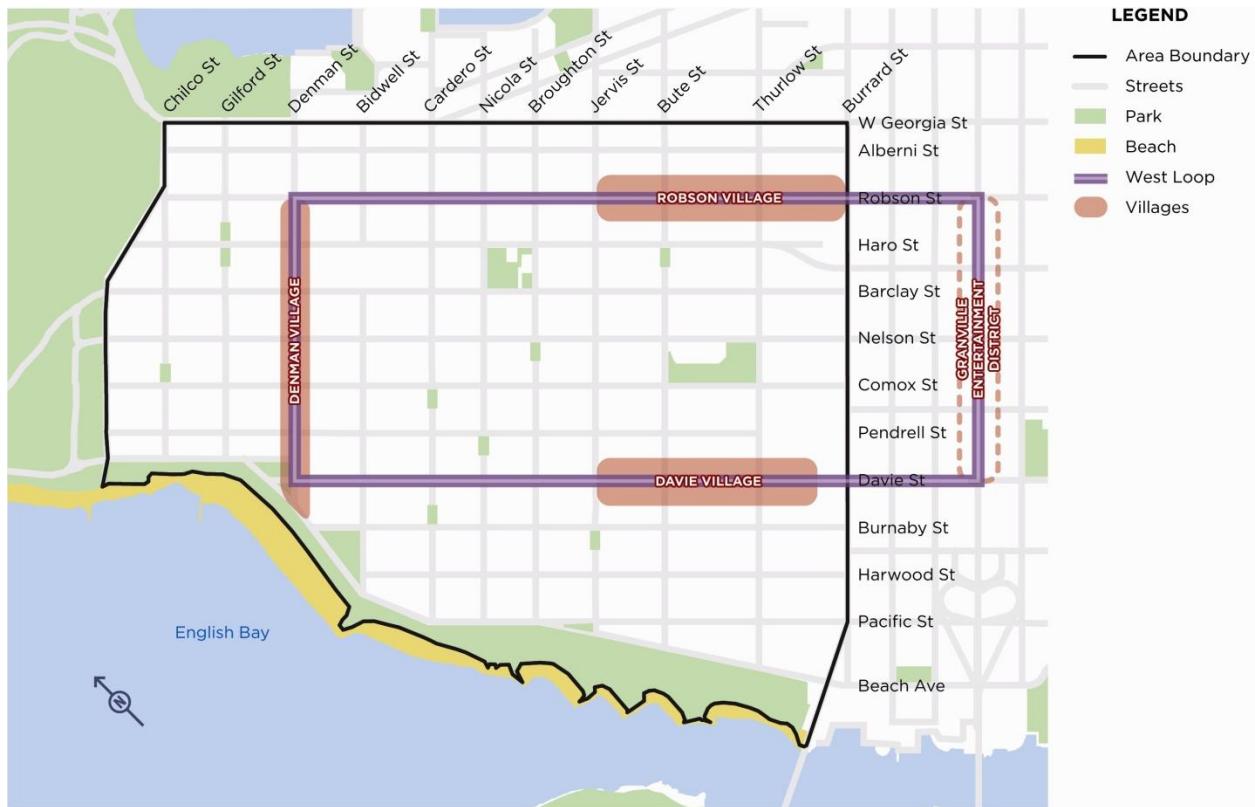 LEGEND
Area Boundary
Streets
Park
Beach
West Loop
Villages
Chilco St
Gilford St
Denman St
Bidwell St
Cardero St
Nicola St
Broughton St
Jervis St
Bute St
Thurlow St
Burrard St
W Georgia St
Alberni St
Robson St
Haro St
Barclay St
Nelson St
Comox St
Pendrell St
Davie St
Burnaby St
Harwood St
Pacific St
Beach Ave
ROBSON VILLAGE
DENMAN VILLAGE
DAVIE VILLAGE
GRANVILLE
ENTERTAINMENT
DISTRICT
English Bay
N